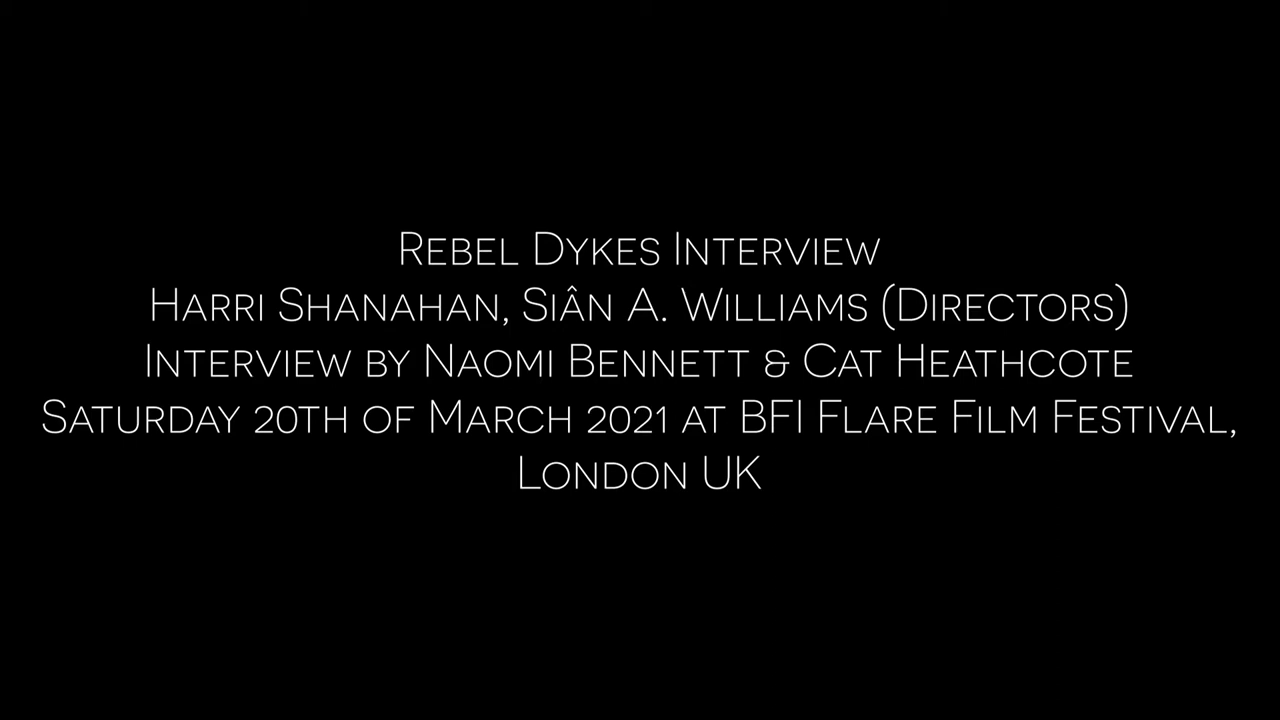 Rebel Dykes Interview
Harri Shanahan, Siân A. Williams (Directors)
Interview by Naomi Bennett & Cat Heathcote
Saturday 20th of March 2021 at BFI Flare Film Festival,
London UK